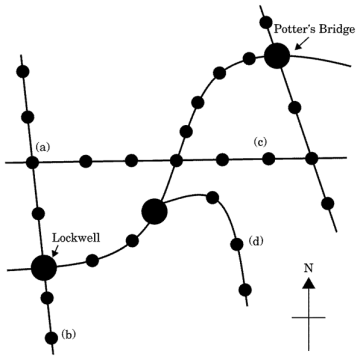 Potter's Bridge
(a)
(c)
Lockwell
(d)
N
(b)